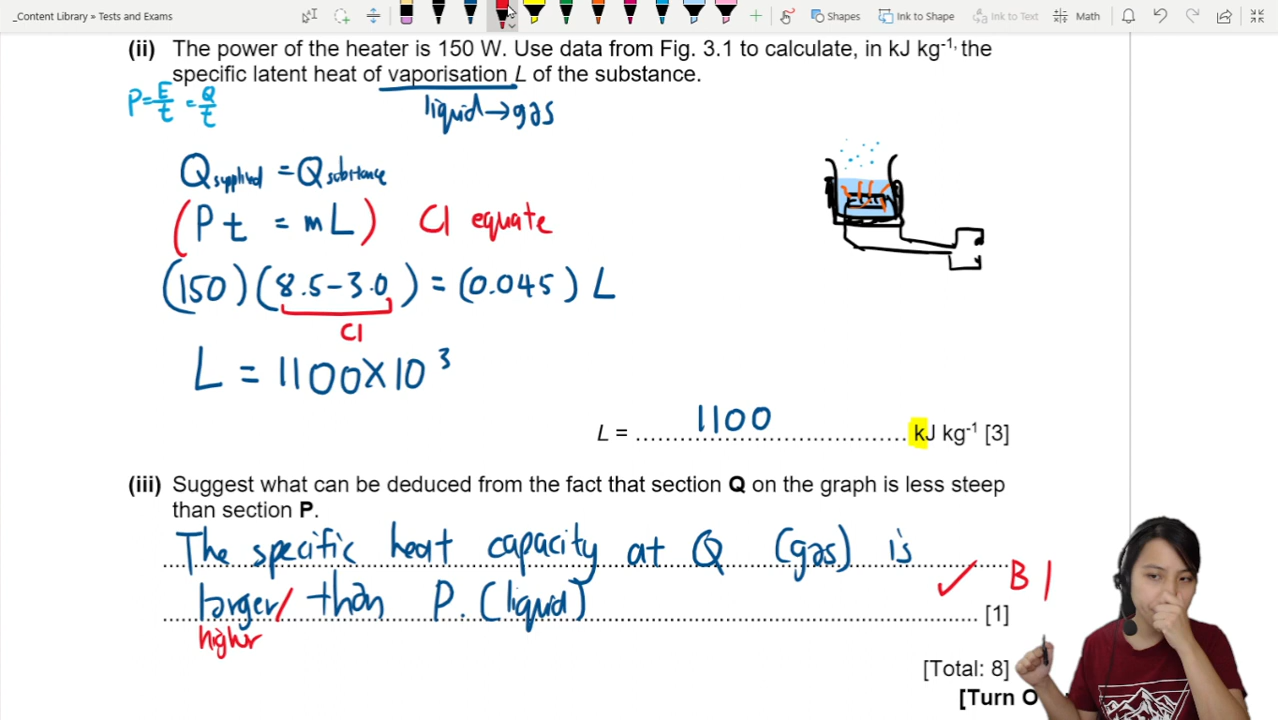 _Content Library » Tests and Exams
Shapes Ink to Shape Ink to Text Math
(ii) The power of the heater is 150 W. Use data from Fig. 3.1 to calculate, in kJ kg⁻¹, the
specific latent heat of vaporisation L of the substance.
P=E/t=Q/t
liquid→gas
Qsupplied = Qsubstance
(Pt = mL) C1 equate
(150)(8.5-3.0)=(0.045)L
C1
L = 1100×10³
1100
L = ........................................ kJ kg⁻¹ [3]
(iii) Suggest what can be deduced from the fact that section Q on the graph is less steep
than section P.
The specific heat capacity at Q (gas) is
larger/ than P. (liquid) ✓ B1
[1]
higher
[Total: 8]
[Turn O